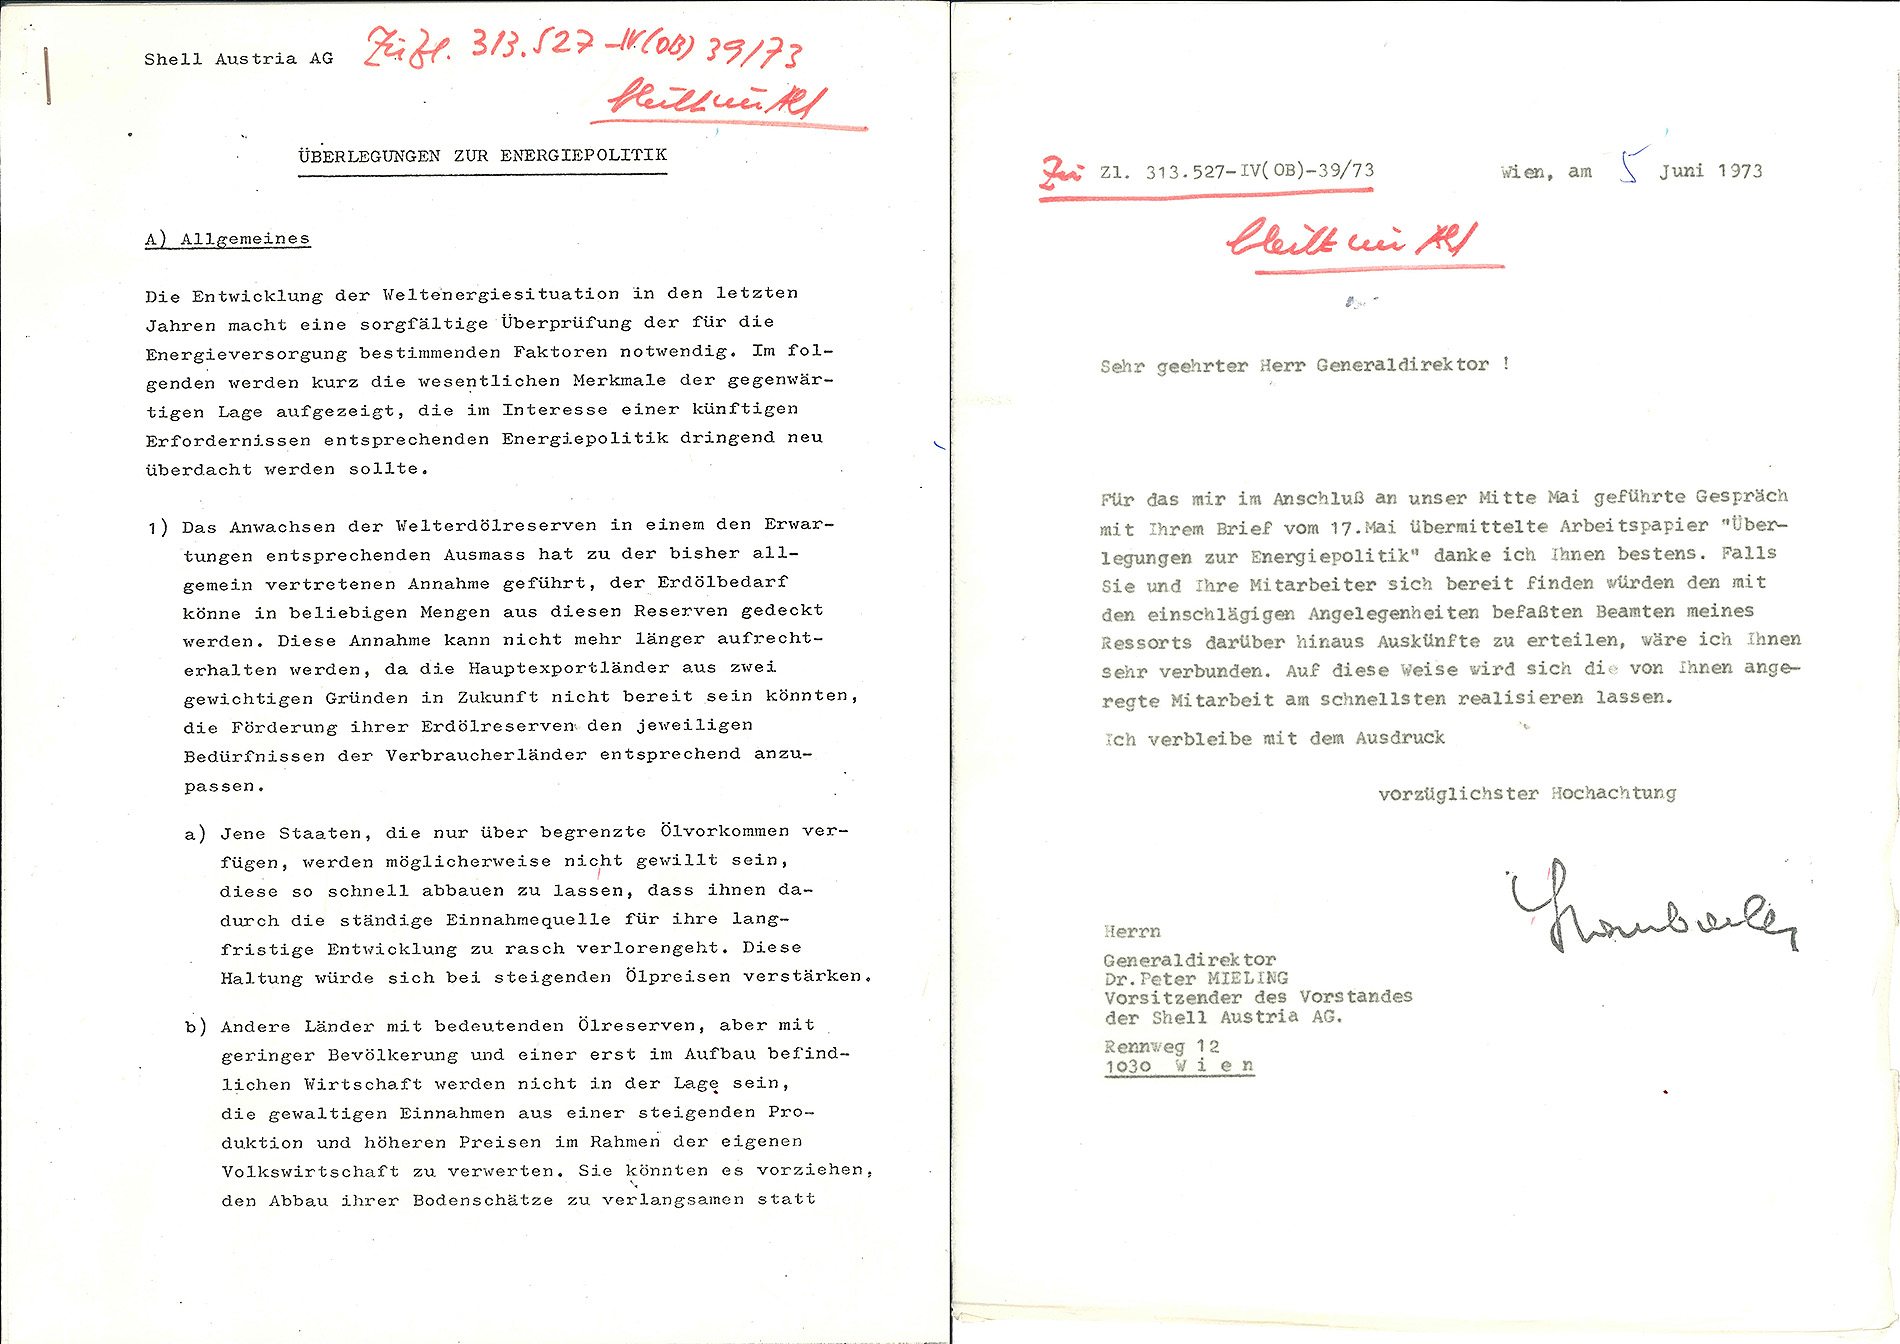 Shell Austria AG
Zu Zl. 313.527-IV(OB) 39/73
bleibt im Akt
ÜBERLEGUNGEN ZUR ENERGIEPOLITIK
A) Allgemeines
Die Entwicklung der Weltenergiesituation in den letzten
Jahren macht eine sorgfältige Überprüfung der für die
Energieversorgung bestimmenden Faktoren notwendig. Im fol-
genden werden kurz die wesentlichen Merkmale der gegenwär-
tigen Lage aufgezeigt, die im Interesse einer künftigen
Erfordernissen entsprechenden Energiepolitik dringend neu
überdacht werden sollte.
1) Das Anwachsen der Welterdölreserven in einem den Erwar-
tungen entsprechenden Ausmass hat zu der bisher all-
gemein vertretenen Annahme geführt, der Erdölbedarf
könne in beliebigen Mengen aus diesen Reserven gedeckt
werden. Diese Annahme kann nicht mehr länger aufrecht-
erhalten werden, da die Hauptexportländer aus zwei
gewichtigen Gründen in Zukunft nicht bereit sein könnten,
die Förderung ihrer Erdölreserven den jeweiligen
Bedürfnissen der Verbraucherländer entsprechend anzu-
passen.
a) Jene Staaten, die nur über begrenzte Ölvorkommen ver-
fügen, werden möglicherweise nicht gewillt sein,
diese so schnell abbauen zu lassen, dass ihnen da-
durch die ständige Einnahmequelle für ihre lang-
fristige Entwicklung zu rasch verlorengeht. Diese
Haltung würde sich bei steigenden Ölpreisen verstärken.
b) Andere Länder mit bedeutenden Ölreserven, aber mit
geringer Bevölkerung und einer erst im Aufbau befind-
lichen Wirtschaft werden nicht in der Lage sein,
die gewaltigen Einnahmen aus einer steigenden Pro-
duktion und höheren Preisen im Rahmen der eigenen
Volkswirtschaft zu verwerten. Sie könnten es vorziehen,
den Abbau ihrer Bodenschätze zu verlangsamen statt
Zu Zl. 313.527-IV(OB)-39/73 Wien, am 5 Juni 1973
bleibt im Akt
Sehr geehrter Herr Generaldirektor !
Für das mir im Anschluß an unser Mitte Mai geführte Gespräch
mit Ihrem Brief vom 17.Mai übermittelte Arbeitspapier "Über-
legungen zur Energiepolitik" danke ich Ihnen bestens. Falls
Sie und Ihre Mitarbeiter sich bereit finden würden den mit
den einschlägigen Angelegenheiten befaßten Beamten meines
Ressorts darüber hinaus Auskünfte zu erteilen, wäre ich Ihnen
sehr verbunden. Auf diese Weise wird sich die von Ihnen ange-
regte Mitarbeit am schnellsten realisieren lassen.
Ich verbleibe mit dem Ausdruck
vorzüglichster Hochachtung
Herrn
Generaldirektor
Dr.Peter MIELING
Vorsitzender des Vorstandes
der Shell Austria AG.
Rennweg 12
1030 W i e n